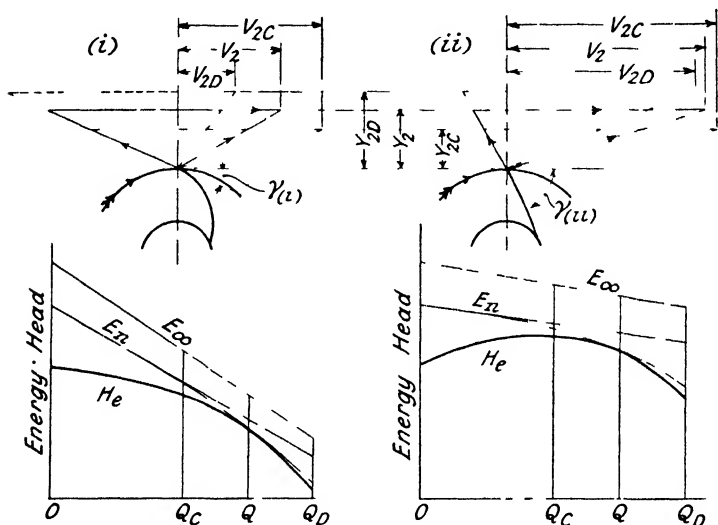 (i)
V2C
V2
V2D
Y2D
Y2
Y2C
γ(i)
(ii)
V2C
V2
V2D
γ(ii)
Energy · Head
E∞
En
He
O
QC
Q
QD
Energy Head
E∞
En
He
O
QC
Q
QD